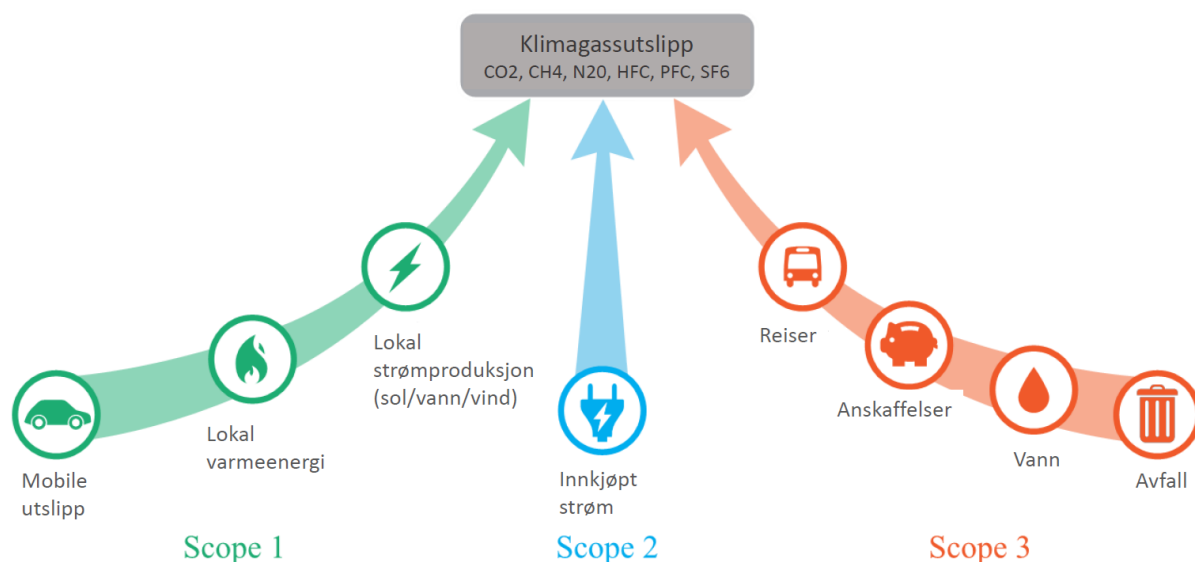 Klimagassutslipp
CO2, CH4, N20, HFC, PFC, SF6
Lokal
strømproduksjon
(sol/vann/vind)
Lokal
varmeenergi
Mobile
utslipp
Innkjøpt
strøm
Reiser
Anskaffelser
Vann
Avfall
Scope 1
Scope 2
Scope 3